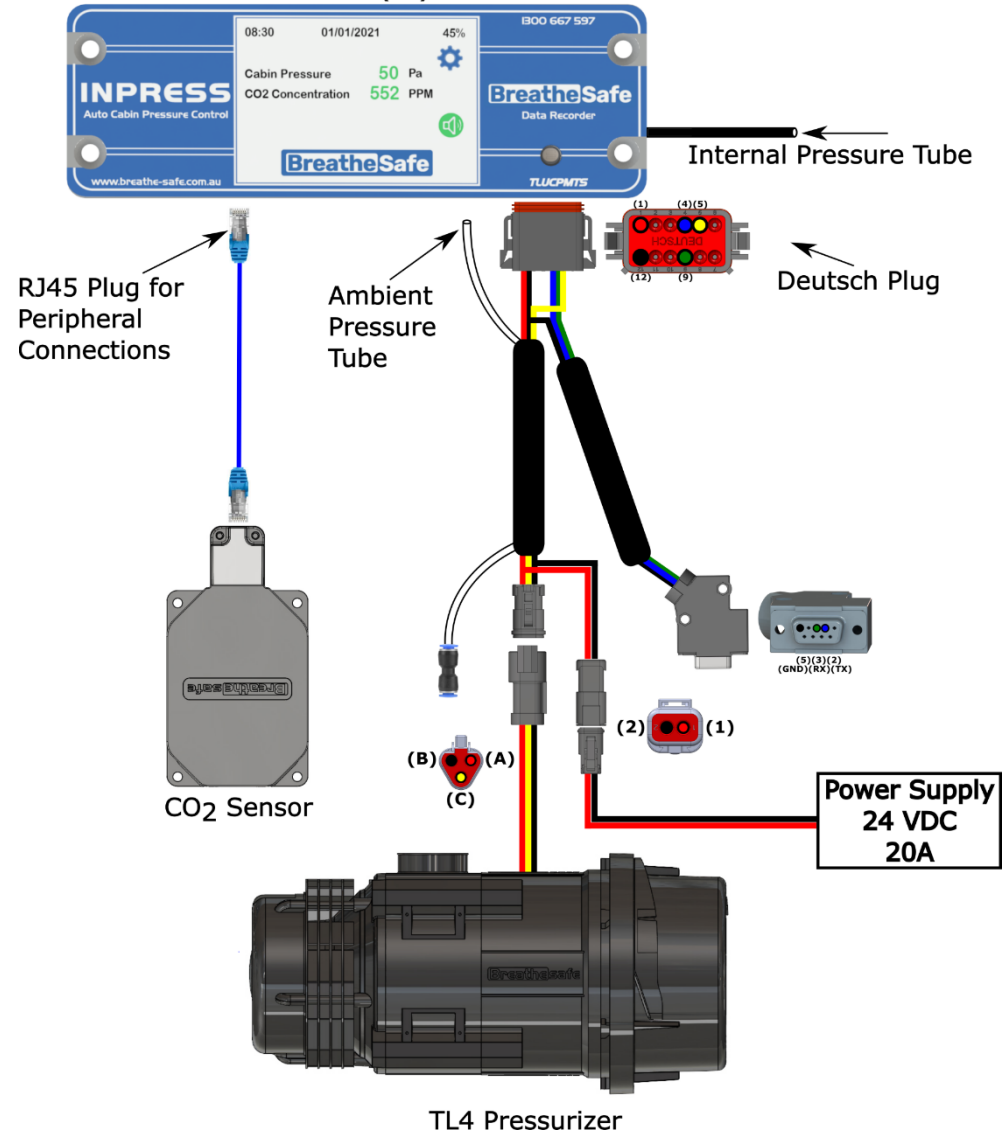 1300 667 597
08:30 01/01/2021 45%
Cabin Pressure 50 Pa
CO2 Concentration 552 PPM
INPRESS
Auto Cabin Pressure Control
BreatheSafe
Data Recorder
BreatheSafe
www.breathe-safe.com.au
TLUCPMTS
Internal Pressure Tube
(1) (4)(5)
DEUTSCH
(12) (9)
Deutsch Plug
RJ45 Plug for
Peripheral
Connections
Ambient
Pressure
Tube
(5)(3)(2)
(GND)(RX)(TX)
Breathesafe
CO2 Sensor
(B) (A)
(C)
(2) (1)
Power Supply
24 VDC
20A
Breathesafe
TL4 Pressurizer